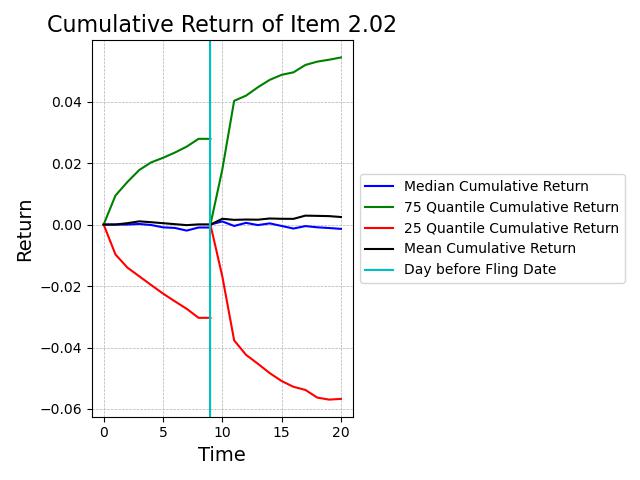 Cumulative Return of Item 2.02
Return
0.04
0.02
0.00
−0.02
−0.04
−0.06
0 5 10 15 20
Time
Median Cumulative Return
75 Quantile Cumulative Return
25 Quantile Cumulative Return
Mean Cumulative Return
Day before Fling Date